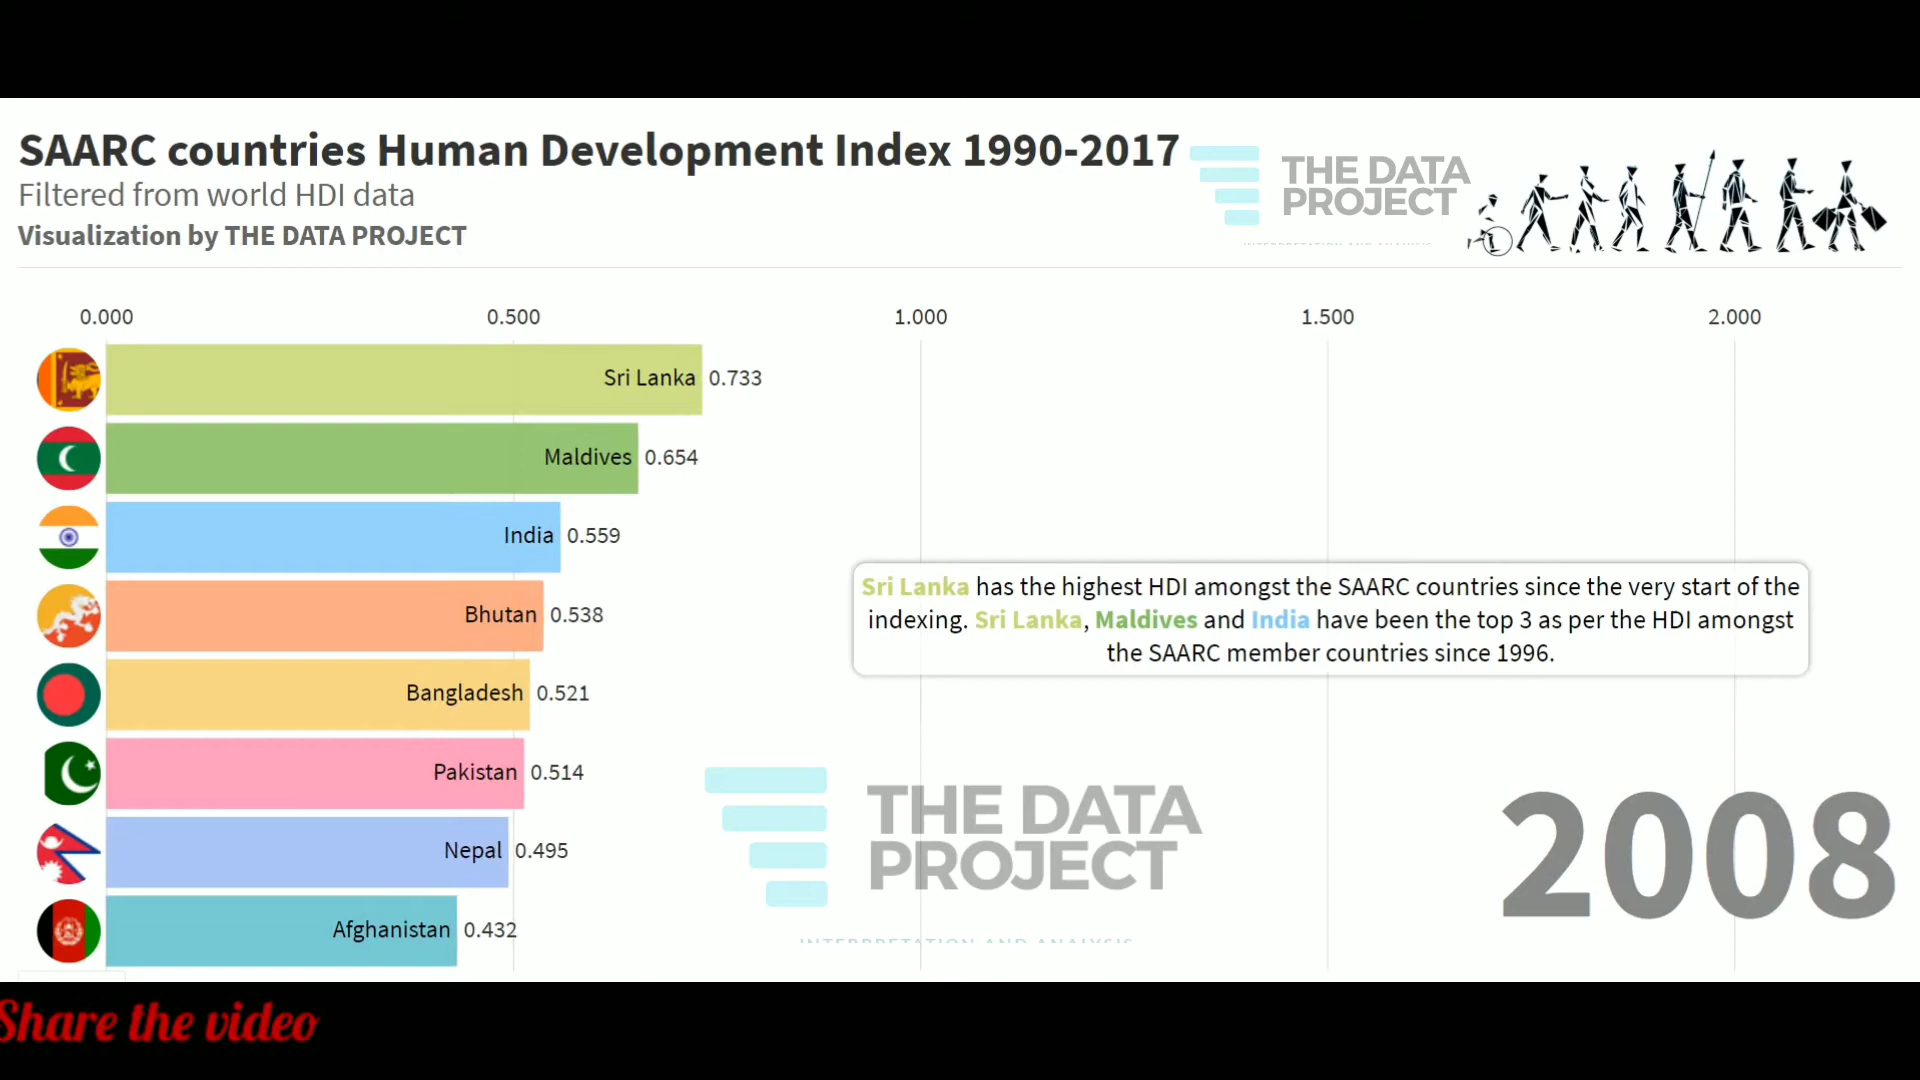 SAARC countries Human Development Index 1990-2017
Filtered from world HDI data
Visualization by THE DATA PROJECT
THE DATA
PROJECT
0.000 0.500 1.000 1.500 2.000
Sri Lanka 0.733
Maldives 0.654
India 0.559
Bhutan 0.538
Bangladesh 0.521
Pakistan 0.514
Nepal 0.495
Afghanistan 0.432
Sri Lanka has the highest HDI amongst the SAARC countries since the very start of the
indexing. Sri Lanka, Maldives and India have been the top 3 as per the HDI amongst
the SAARC member countries since 1996.
THE DATA
PROJECT
INTERPRETATION AND ANALYSIS
2008
Share the video